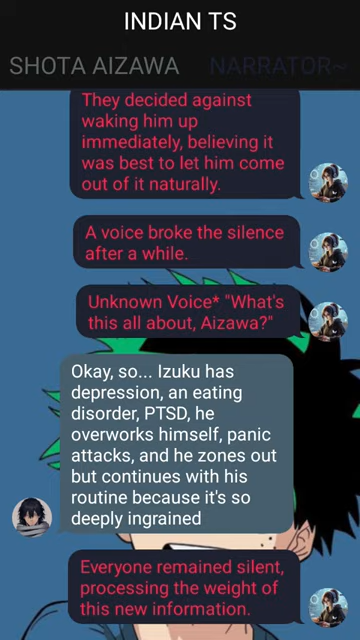 INDIAN TS
SHOTA AIZAWA NARRATOR~
They decided against
waking him up
immediately, believing it
was best to let him come
out of it naturally.
A voice broke the silence
after a while.
Unknown Voice* "What's
this all about, Aizawa?"
Okay, so... Izuku has
depression, an eating
disorder, PTSD, he
overworks himself, panic
attacks, and he zones out
but continues with his
routine because it's so
deeply ingrained
Everyone remained silent,
processing the weight of
this new information.